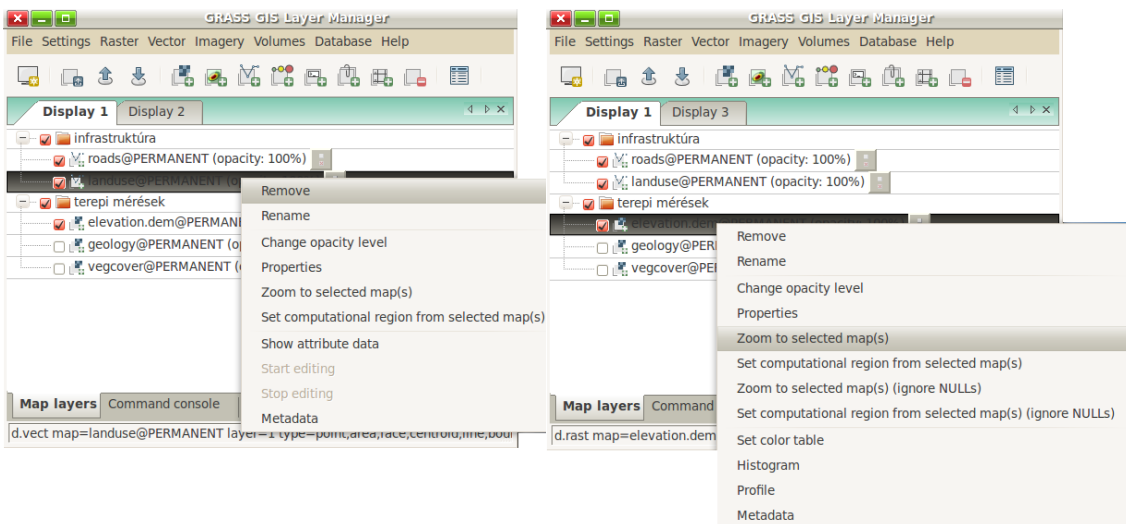 GRASS GIS Layer Manager
File Settings Raster Vector Imagery Volumes Database Help
Display 1 Display 2
infrastruktúra
roads@PERMANENT (opacity: 100%)
landuse@PERMANENT (o
terepi mérések
elevation.dem@PERMANE
geology@PERMANENT (o
vegcover@PERMANENT (
Remove
Rename
Change opacity level
Properties
Zoom to selected map(s)
Set computational region from selected map(s)
Show attribute data
Start editing
Stop editing
Metadata
Map layers Command console
d.vect map=landuse@PERMANENT layer=1 type=point,area,face,centroid,line,bour
GRASS GIS Layer Manager
File Settings Raster Vector Imagery Volumes Database Help
Display 1 Display 3
infrastruktúra
roads@PERMANENT (opacity: 100%)
landuse@PERMANENT (opacity: 100%)
terepi mérések
elevation.dem
geology@PER
vegcover@PE
Remove
Rename
Change opacity level
Properties
Zoom to selected map(s)
Set computational region from selected map(s)
Zoom to selected map(s) (ignore NULLs)
Set computational region from selected map(s) (ignore NULLs)
Set color table
Histogram
Profile
Metadata
Map layers Command
d.rast map=elevation.dem